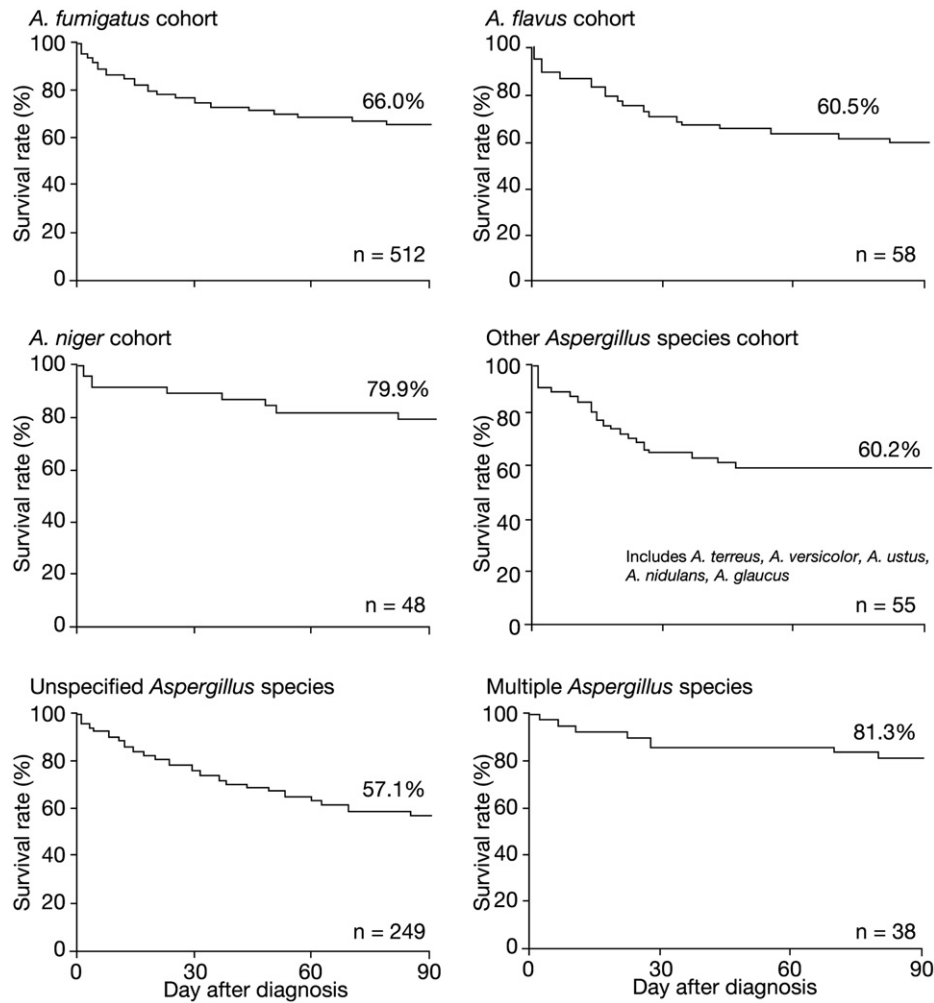 A. fumigatus cohort
Survival rate (%)
100
80
60
40
20
0
66.0%
n = 512
A. flavus cohort
Survival rate (%)
100
80
60
40
20
0
60.5%
n = 58
A. niger cohort
Survival rate (%)
100
80
60
40
20
0
79.9%
n = 48
Other Aspergillus species cohort
Survival rate (%)
100
80
60
40
20
0
60.2%
Includes A. terreus, A. versicolor, A. ustus,
A. nidulans, A. glaucus
n = 55
Unspecified Aspergillus species
Survival rate (%)
100
80
60
40
20
0
57.1%
n = 249
0 30 60 90
Day after diagnosis
Multiple Aspergillus species
Survival rate (%)
100
80
60
40
20
0
81.3%
n = 38
0 30 60 90
Day after diagnosis